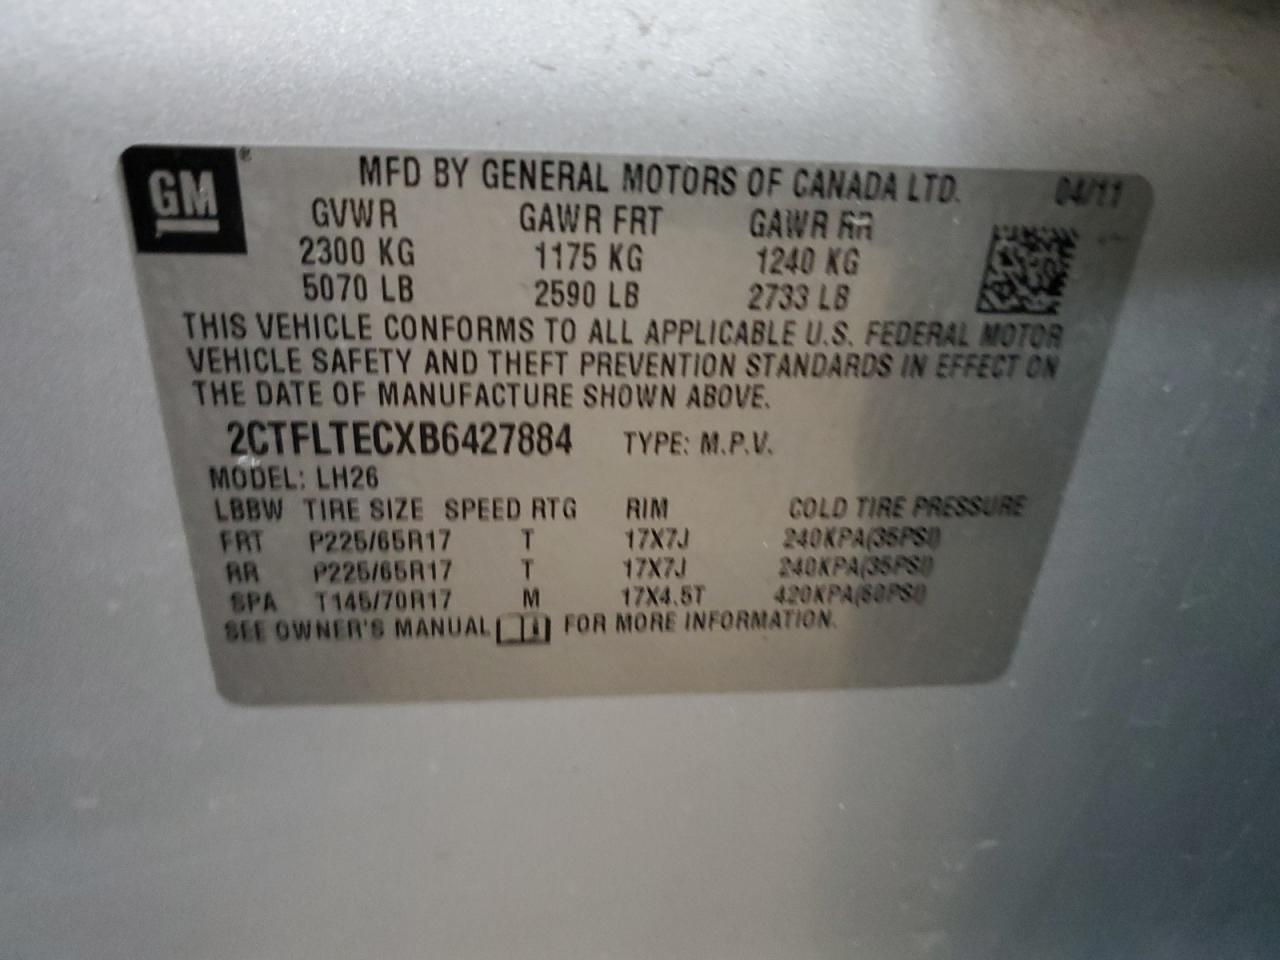 GM ® MFD BY GENERAL MOTORS OF CANADA LTD. 04/11
GVWR GAWR FRT GAWR RR
2300 KG 1175 KG 1240 KG
5070 LB 2590 LB 2733 LB
THIS VEHICLE CONFORMS TO ALL APPLICABLE U.S. FEDERAL MOTOR
VEHICLE SAFETY AND THEFT PREVENTION STANDARDS IN EFFECT ON
THE DATE OF MANUFACTURE SHOWN ABOVE.
2CTFLTECXB6427884 TYPE: M.P.V.
MODEL: LH26
LBBW TIRE SIZE SPEED RTG RIM COLD TIRE PRESSURE
FRT P225/65R17 T 17X7J 240KPA(35PSI)
RR P225/65R17 T 17X7J 240KPA(35PSI)
SPA T145/70R17 M 17X4.5T 420KPA(60PSI)
SEE OWNER'S MANUAL FOR MORE INFORMATION.